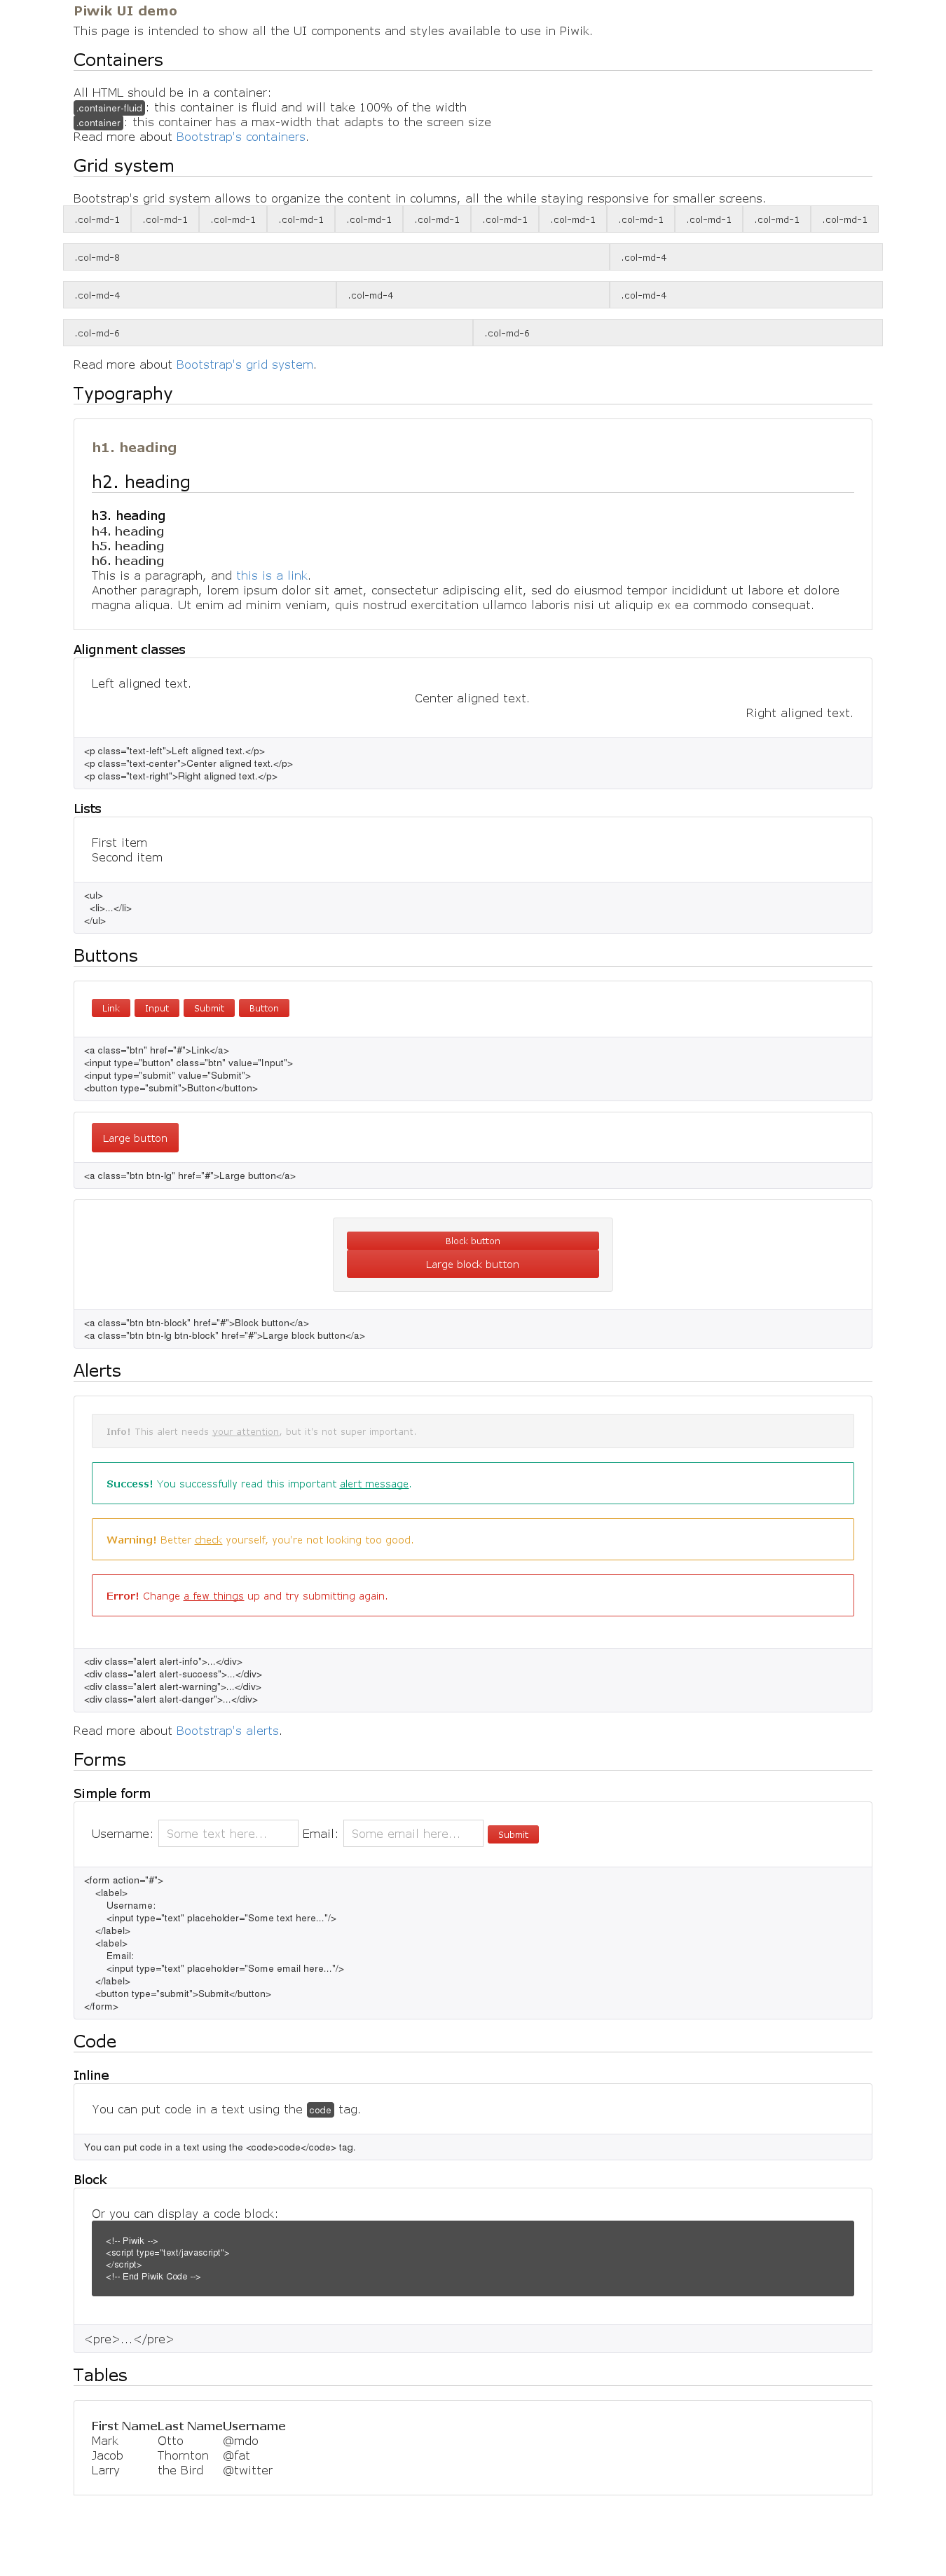 Piwik UI demo
This page is intended to show all the UI components and styles available to use in Piwik.
Containers
All HTML should be in a container:
.container-fluid: this container is fluid and will take 100% of the width
.container: this container has a max-width that adapts to the screen size
Read more about Bootstrap's containers.
Grid system
Bootstrap's grid system allows to organize the content in columns, all the while staying responsive for smaller screens.
.col-md-1 .col-md-1 .col-md-1 .col-md-1 .col-md-1 .col-md-1 .col-md-1 .col-md-1 .col-md-1 .col-md-1 .col-md-1 .col-md-1
.col-md-8 .col-md-4
.col-md-4 .col-md-4 .col-md-4
.col-md-6 .col-md-6
Read more about Bootstrap's grid system.
Typography
h1. heading
h2. heading
h3. heading
h4. heading
h5. heading
h6. heading
This is a paragraph, and this is a link.
Another paragraph, lorem ipsum dolor sit amet, consectetur adipiscing elit, sed do eiusmod tempor incididunt ut labore et dolore
magna aliqua. Ut enim ad minim veniam, quis nostrud exercitation ullamco laboris nisi ut aliquip ex ea commodo consequat.
Alignment classes
Left aligned text.
Center aligned text.
Right aligned text.
<p class="text-left">Left aligned text.</p>
<p class="text-center">Center aligned text.</p>
<p class="text-right">Right aligned text.</p>
Lists
First item
Second item
<ul>
  <li>...</li>
</ul>
Buttons
Link Input Submit Button
<a class="btn" href="#">Link</a>
<input type="button" class="btn" value="Input">
<input type="submit" value="Submit">
<button type="submit">Button</button>
Large button
<a class="btn btn-lg" href="#">Large button</a>
Block button
Large block button
<a class="btn btn-block" href="#">Block button</a>
<a class="btn btn-lg btn-block" href="#">Large block button</a>
Alerts
Info! This alert needs your attention, but it's not super important.
Success! You successfully read this important alert message.
Warning! Better check yourself, you're not looking too good.
Error! Change a few things up and try submitting again.
<div class="alert alert-info">...</div>
<div class="alert alert-success">...</div>
<div class="alert alert-warning">...</div>
<div class="alert alert-danger">...</div>
Read more about Bootstrap's alerts.
Forms
Simple form
Username: Some text here... Email: Some email here... Submit
<form action="#">
    <label>
        Username:
        <input type="text" placeholder="Some text here..."/>
    </label>
    <label>
        Email:
        <input type="text" placeholder="Some email here..."/>
    </label>
    <button type="submit">Submit</button>
</form>
Code
Inline
You can put code in a text using the code tag.
You can put code in a text using the <code>code</code> tag.
Block
Or you can display a code block:
<!-- Piwik -->
<script type="text/javascript">
</script>
<!-- End Piwik Code -->
<pre>...</pre>
Tables
First Name Last Name Username
Mark Otto @mdo
Jacob Thornton @fat
Larry the Bird @twitter